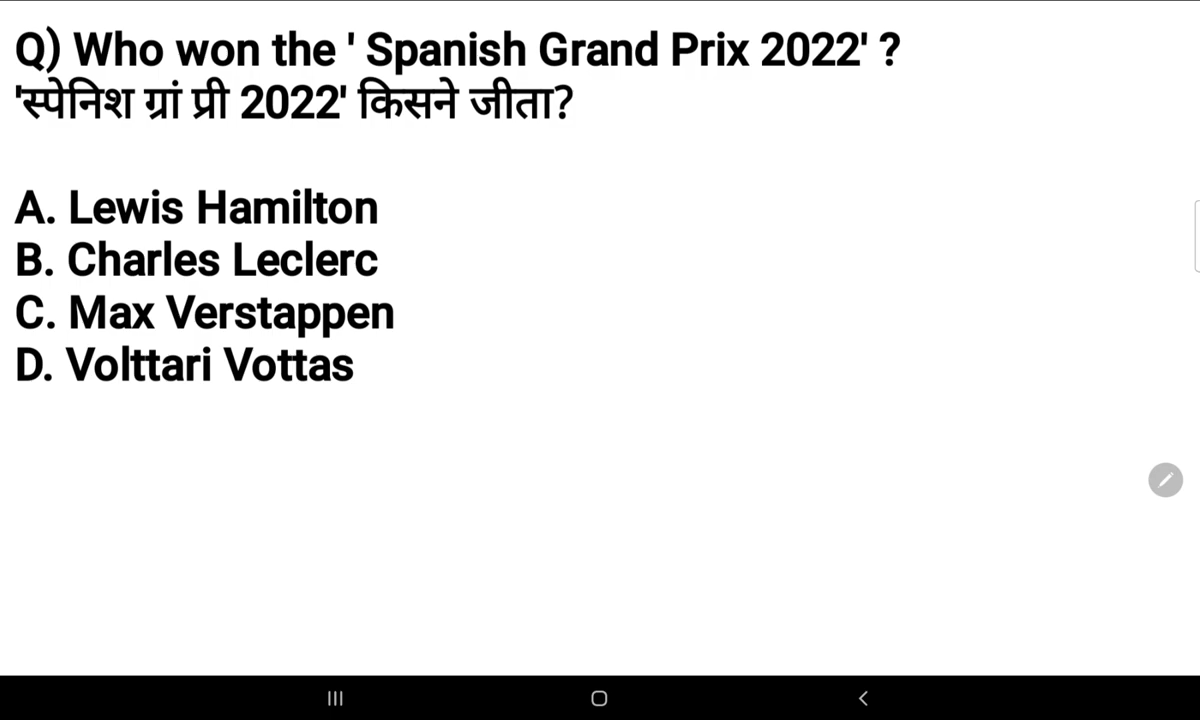 Q) Who won the ' Spanish Grand Prix 2022' ?
'स्पेनिश ग्रां प्री 2022' किसने जीता?
A. Lewis Hamilton
B. Charles Leclerc
C. Max Verstappen
D. Volttari Vottas